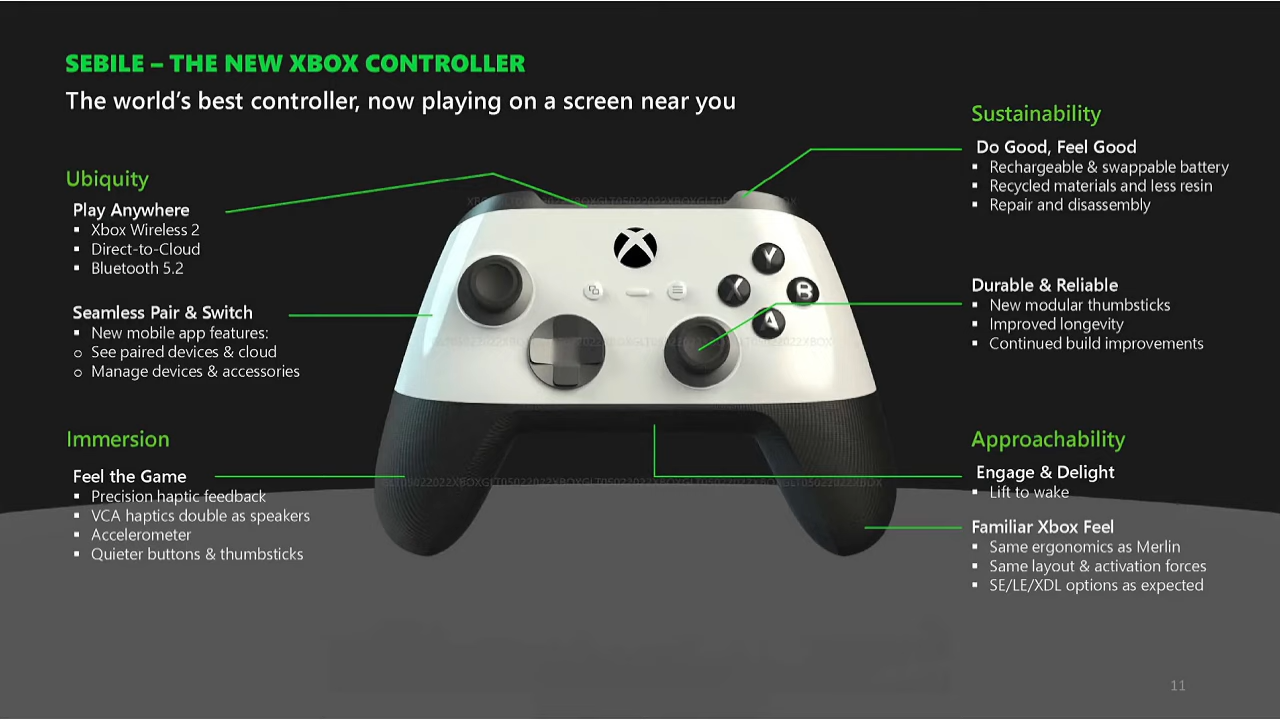 SEBILE – THE NEW XBOX CONTROLLER
The world's best controller, now playing on a screen near you
Ubiquity
Play Anywhere
▪ Xbox Wireless 2
▪ Direct-to-Cloud
▪ Bluetooth 5.2
Seamless Pair & Switch
▪ New mobile app features:
o See paired devices & cloud
o Manage devices & accessories
Immersion
Feel the Game
▪ Precision haptic feedback
▪ VCA haptics double as speakers
▪ Accelerometer
▪ Quieter buttons & thumbsticks
Y
X
B
A
Sustainability
Do Good, Feel Good
▪ Rechargeable & swappable battery
▪ Recycled materials and less resin
▪ Repair and disassembly
Durable & Reliable
▪ New modular thumbsticks
▪ Improved longevity
▪ Continued build improvements
Approachability
Engage & Delight
▪ Lift to wake
Familiar Xbox Feel
▪ Same ergonomics as Merlin
▪ Same layout & activation forces
▪ SE/LE/XDL options as expected
11